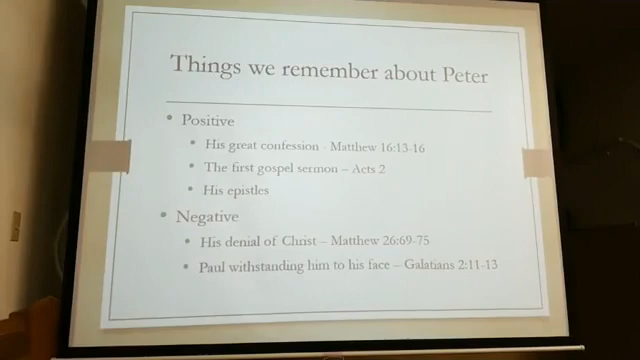 Things we remember about Peter
• Positive
• His great confession - Matthew 16:13-16
• The first gospel sermon – Acts 2
• His epistles
• Negative
• His denial of Christ – Matthew 26:69-75
• Paul withstanding him to his face – Galatians 2:11-13